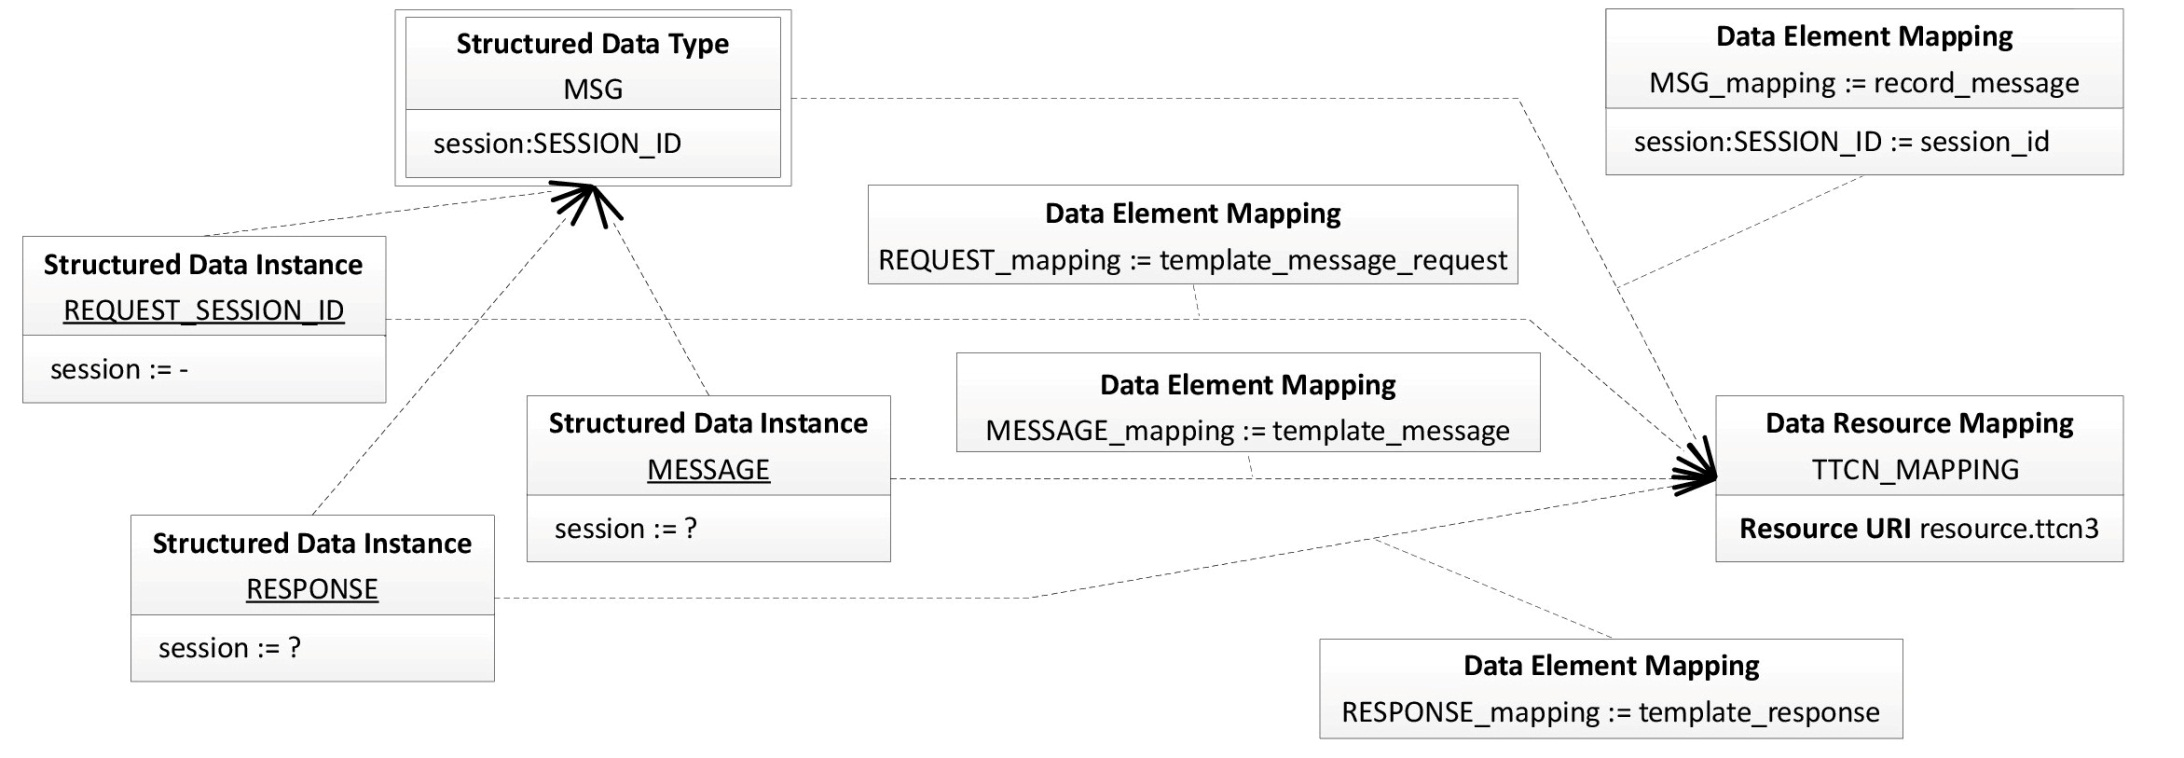 Structured Data Type
MSG
session:SESSION_ID
Data Element Mapping
MSG_mapping := record_message
session:SESSION_ID := session_id
Data Element Mapping
REQUEST_mapping := template_message_request
Structured Data Instance
REQUEST_SESSION_ID
session := -
Data Element Mapping
MESSAGE_mapping := template_message
Structured Data Instance
MESSAGE
session := ?
Data Resource Mapping
TTCN_MAPPING
Resource URI resource.ttcn3
Structured Data Instance
RESPONSE
session := ?
Data Element Mapping
RESPONSE_mapping := template_response